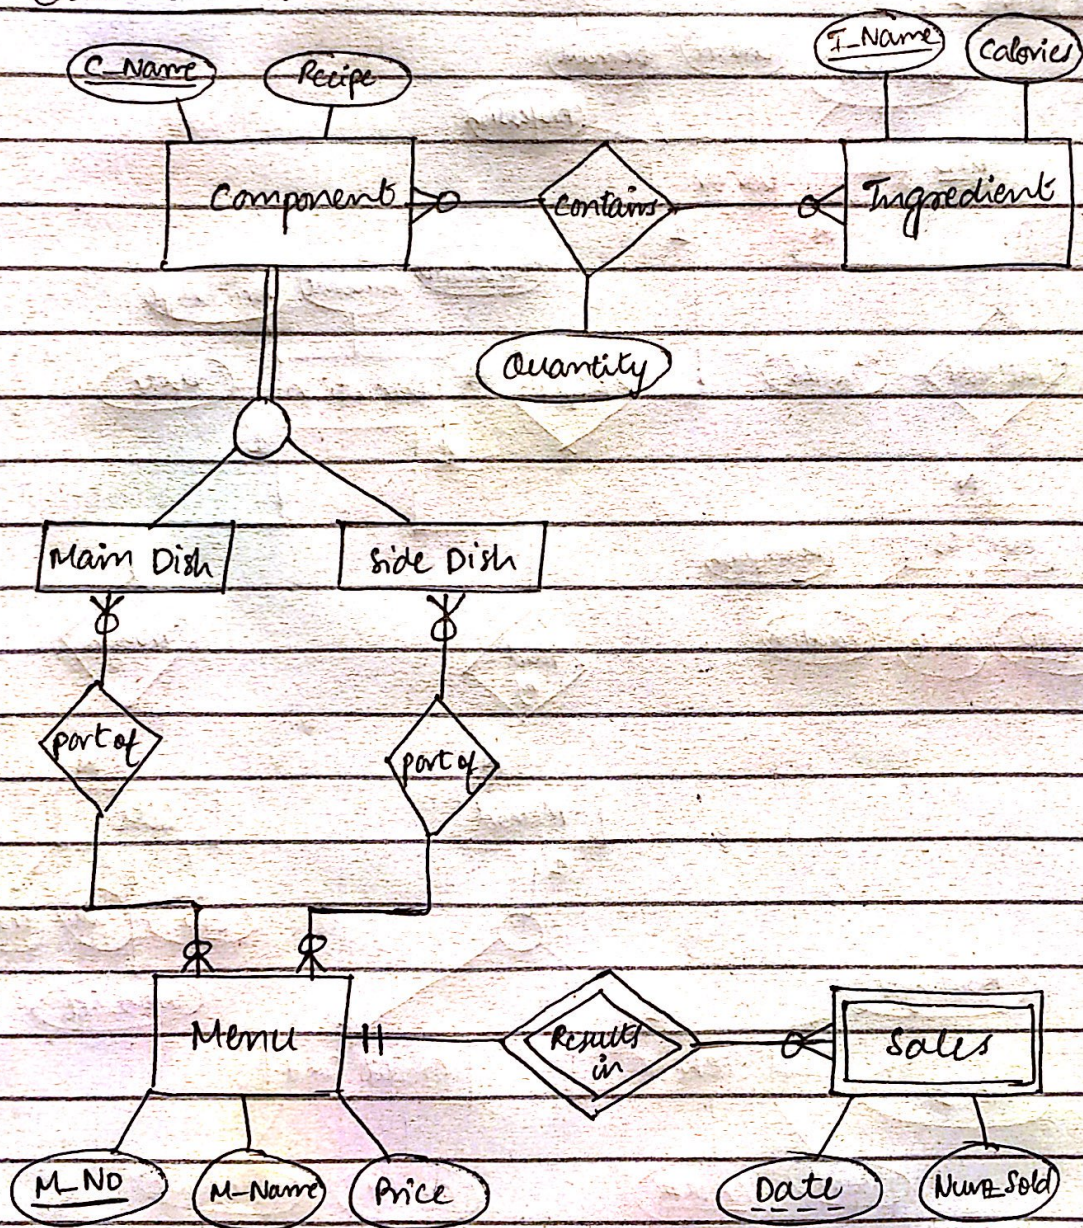 C_Name
Recipe
I_Name
Calories
Component
Contains
Ingredient
Quantity
Main Dish
Side Dish
part of
part of
Menu
Results
in
Sales
M_NO
M_Name
Price
Date
Num_Sold